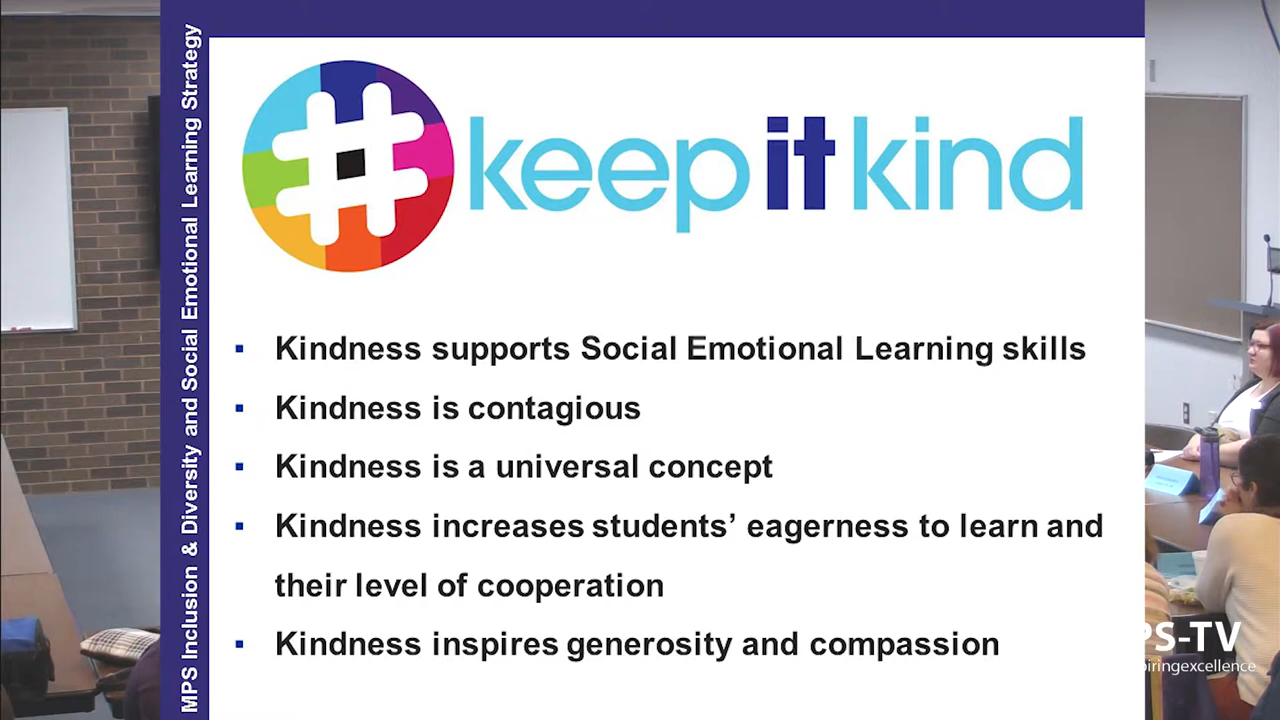 MPS Inclusion & Diversity and Social Emotional Learning Strategy
#keepitkind
▪ Kindness supports Social Emotional Learning skills
▪ Kindness is contagious
▪ Kindness is a universal concept
▪ Kindness increases students’ eagerness to learn and
their level of cooperation
▪ Kindness inspires generosity and compassion
PS-TV
iringexcellence